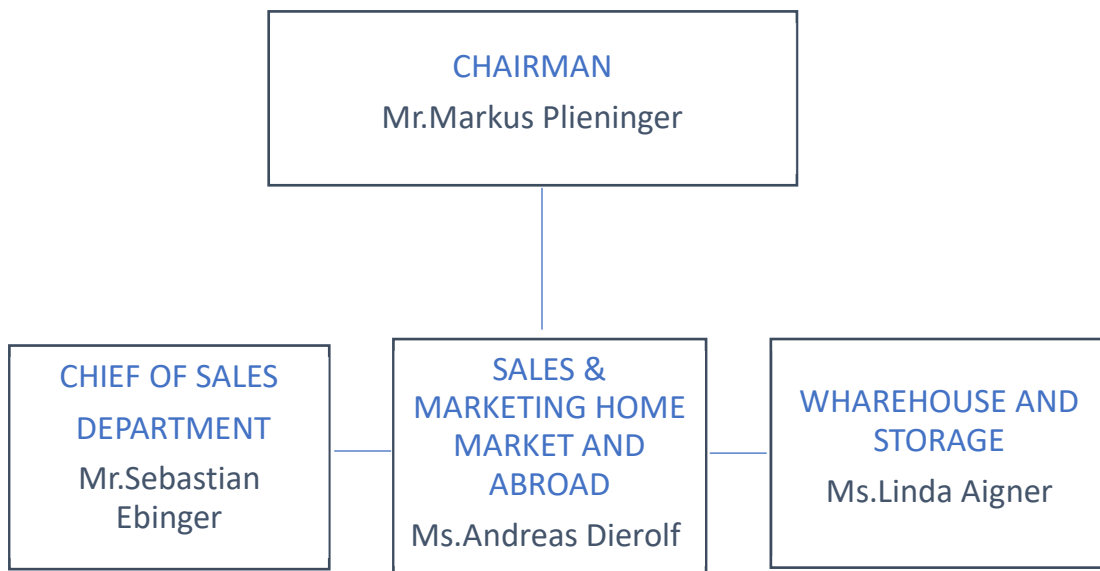 CHAIRMAN
Mr.Markus Plieninger
CHIEF OF SALES
DEPARTMENT
Mr.Sebastian
Ebinger
SALES &
MARKETING HOME
MARKET AND
ABROAD
Ms.Andreas Dierolf
WHAREHOUSE AND
STORAGE
Ms.Linda Aigner